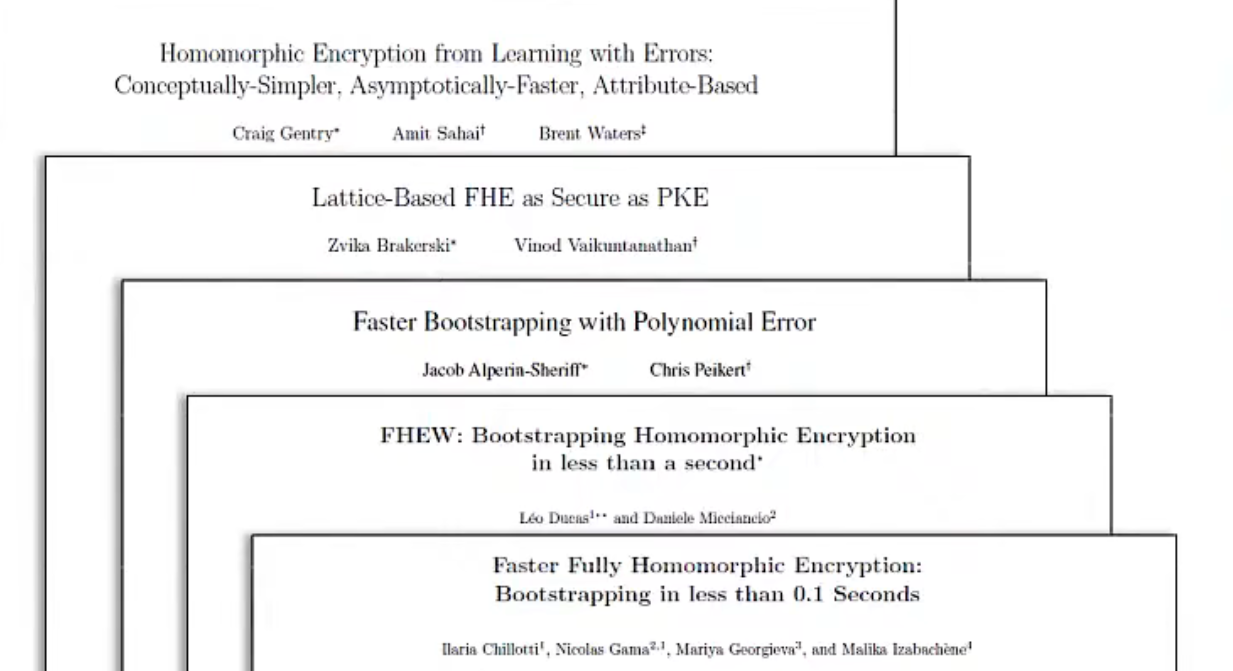 Homomorphic Encryption from Learning with Errors:
Conceptually-Simpler, Asymptotically-Faster, Attribute-Based
Craig Gentry* Amit Sahai† Brent Waters‡
Lattice-Based FHE as Secure as PKE
Zvika Brakerski* Vinod Vaikuntanathan†
Faster Bootstrapping with Polynomial Error
Jacob Alperin-Sheriff* Chris Peikert†
FHEW: Bootstrapping Homomorphic Encryption
in less than a second*
Léo Ducas¹** and Daniele Micciancio²
Faster Fully Homomorphic Encryption:
Bootstrapping in less than 0.1 Seconds
Ilaria Chillotti¹, Nicolas Gama²,¹, Mariya Georgieva³, and Malika Izabachène⁴